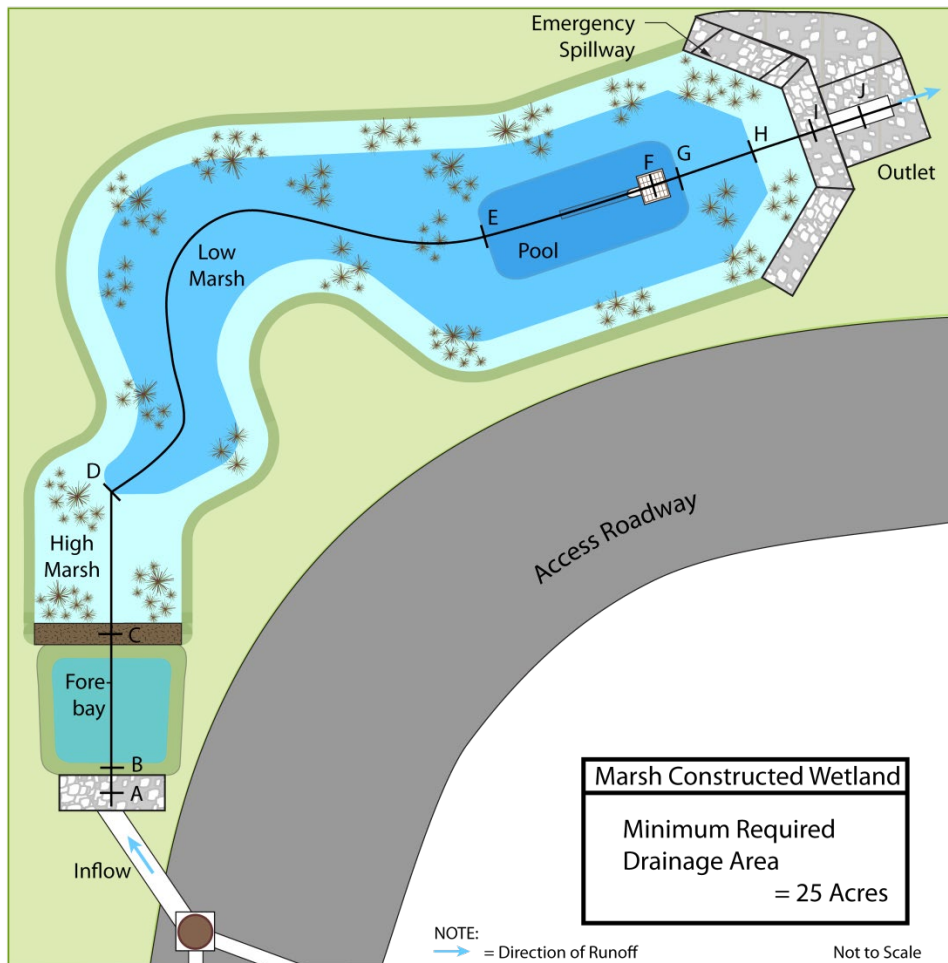 Emergency
Spillway
J
I
H
G
F
Outlet
E
Pool
Low
Marsh
D
High
Marsh
Access Roadway
C
Fore-
bay
B
A
Inflow
Marsh Constructed Wetland
Minimum Required
Drainage Area
= 25 Acres
NOTE:
= Direction of Runoff
Not to Scale